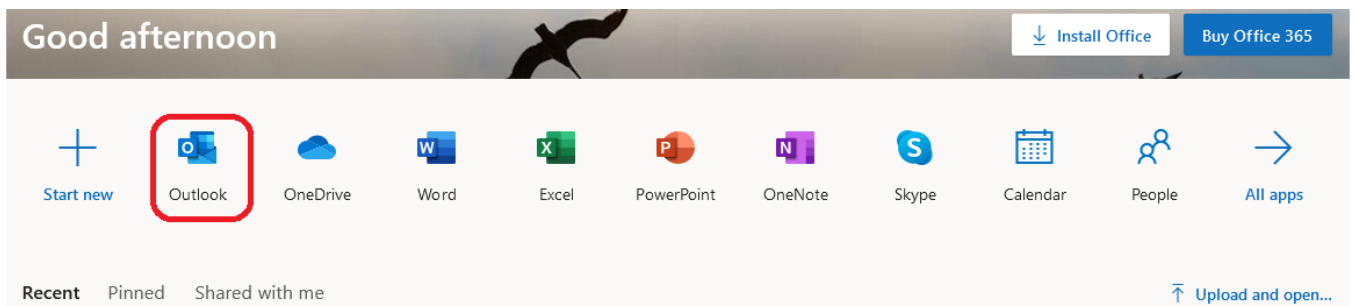 Good afternoon
Install Office
Buy Office 365
Start new
Outlook
OneDrive
Word
Excel
PowerPoint
OneNote
Skype
Calendar
People
All apps
Recent Pinned Shared with me
Upload and open...